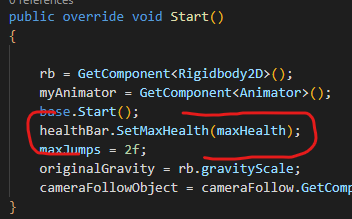 0 references
public override void Start()
{
rb = GetComponent<Rigidbody2D>();
myAnimator = GetComponent<Animator>();
base.Start();
healthBar.SetMaxHealth(maxHealth);
maxJumps = 2f;
originalGravity = rb.gravityScale;
cameraFollowObject = cameraFollow.GetComp
}